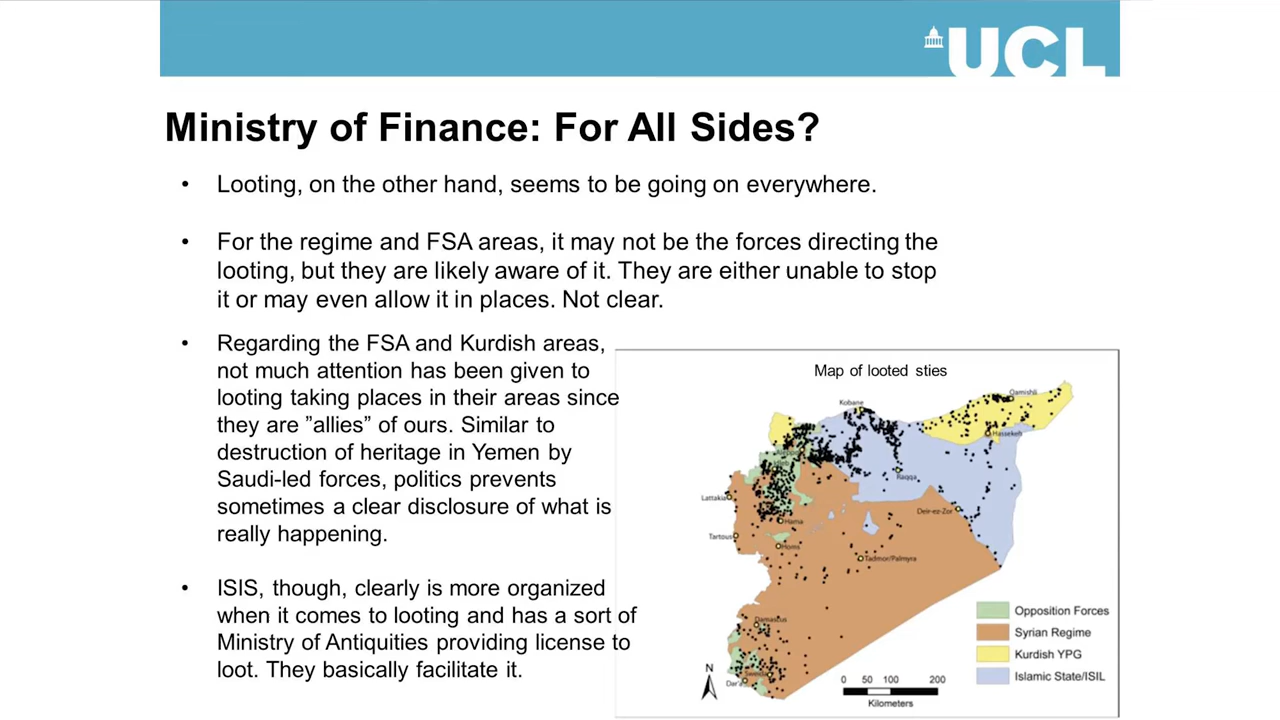 UCL
Ministry of Finance: For All Sides?
• Looting, on the other hand, seems to be going on everywhere.
• For the regime and FSA areas, it may not be the forces directing the
looting, but they are likely aware of it. They are either unable to stop
it or may even allow it in places. Not clear.
• Regarding the FSA and Kurdish areas,
not much attention has been given to
looting taking places in their areas since
they are ”allies” of ours. Similar to
destruction of heritage in Yemen by
Saudi-led forces, politics prevents
sometimes a clear disclosure of what is
really happening.
• ISIS, though, clearly is more organized
when it comes to looting and has a sort of
Ministry of Antiquities providing license to
loot. They basically facilitate it.
Map of looted sties
Qamishli
Kobane
Hassekeh
Raqqa
Lattakia
Deir-ez-Zor
Hama
Tartous
Homs
Tadmor/Palmyra
Damascus
Sweida
Dar'a
Opposition Forces
Syrian Regime
Kurdish YPG
Islamic State/ISIL
N
0 50 100 200
Kilometers